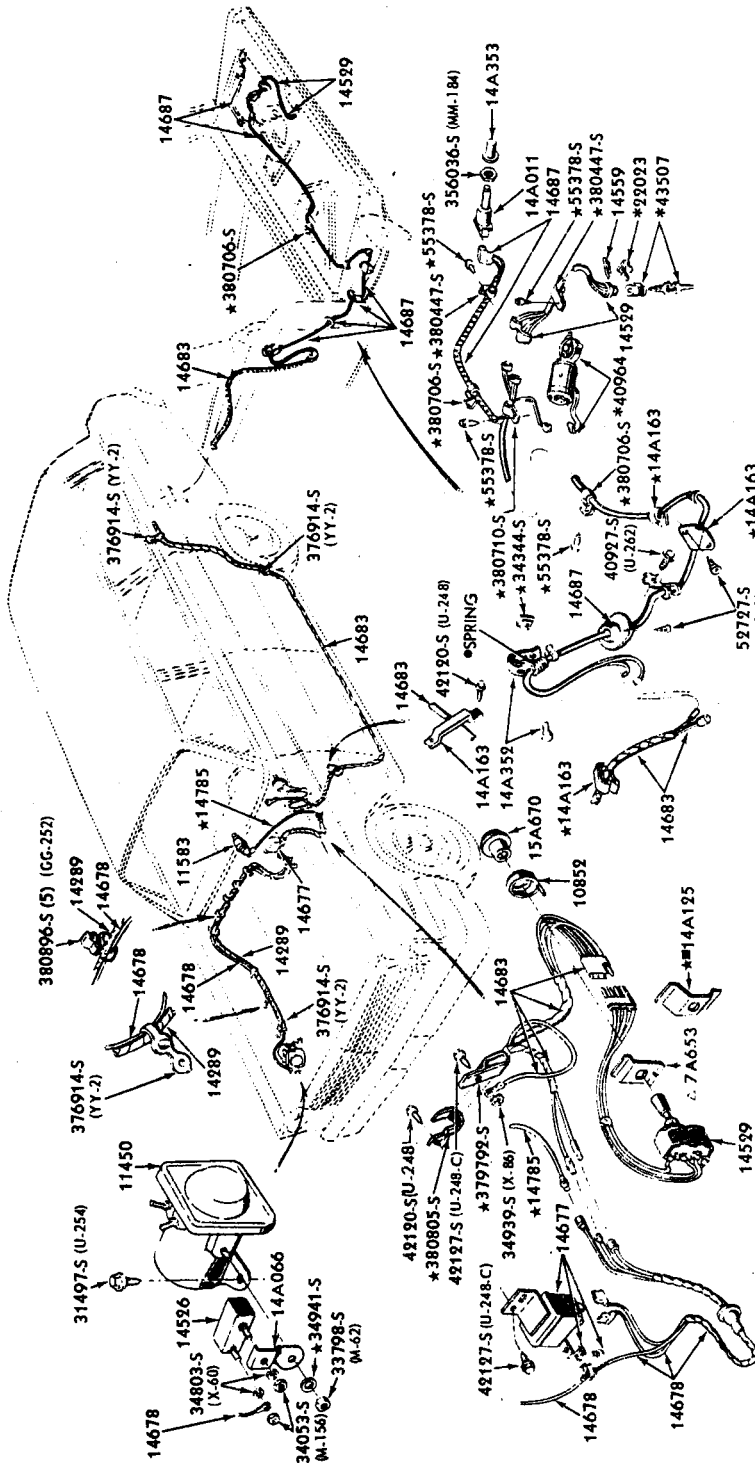 31497-S (U-254)
11450
14526
34803-S
(X-60)
14678
14A066
★34941-S
33798-S
(M-62)
34053-S
(M-156)
376914-S
(YY-2)
14678
14289
380896-S (5) (GG-252)
14289
14678
14678
14289
376914-S
(YY-2)
11583
★14785
14677
376914-S (YY-2)
376914-S
(YY-2)
14683
14683
★380706-S
14687
14687
14529
42120-S (U-248)
★380805-S
42127-S (U-248-C)
★379792-S
34939-S (X-86)
★14785
42127-S (U-248-C)
14677
14678
14678
14683
10852
15A670
7A653
14A125
14529
14683
42120-S (U-248)
14A163
14A352
●SPRING
★14A163
14683
14687
40927-S
(U-262)
★380706-S
★14A163
★14A163
52727-S
★380710-S
★34344-S
★55378-S
★55378-S
★380706-S
★380447-S
★55378-S
356036-S (MM-184)
14A353
14A011
14687
★55378-S
★380447-S
14559
★22023
★43507
14529
★40964